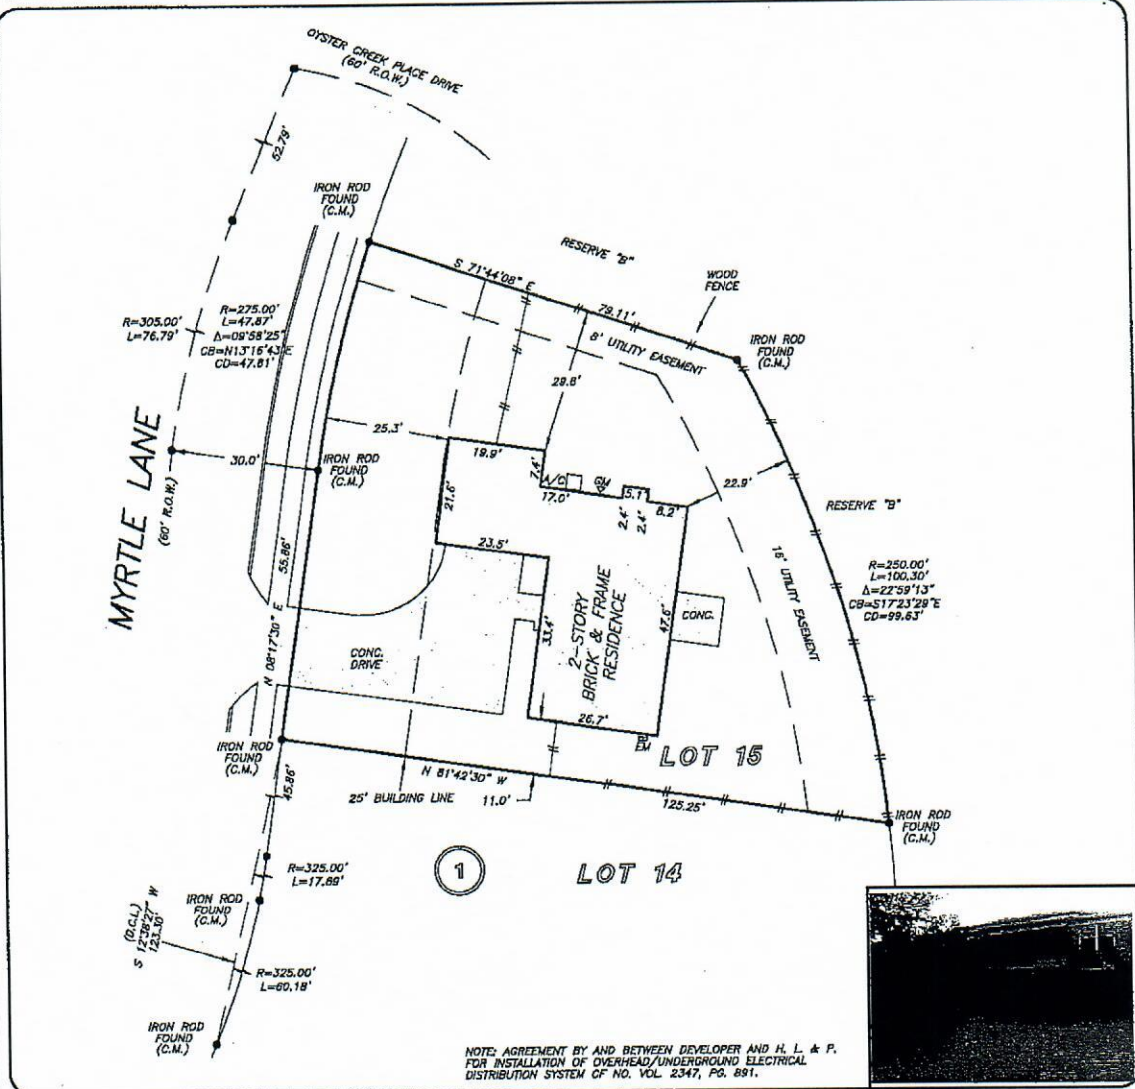 OYSTER CREEK PLACE DRIVE
(60' R.O.W.)
52.79'
IRON ROD
FOUND
(C.M.)
RESERVE "B"
S 71°44'08" E
79.11'
WOOD
FENCE
R=305.00'
L=76.79'
R=275.00'
L=47.87'
Δ=09°58'25"
CB=N13°16'43"E
CD=47.81'
8' UTILITY EASEMENT
IRON ROD
FOUND
(C.M.)
29.8'
MYRTLE LANE
(60' R.O.W.)
25.3'
30.0'
IRON ROD
FOUND
(C.M.)
19.9'
7.4'
A/C
GM
17.0'
5.1'
2.4'
2.4'
8.2'
22.9'
RESERVE "B"
21.6'
23.5'
16' UTILITY EASEMENT
R=250.00'
L=100.30'
Δ=22°59'13"
CB=S17°23'29"E
CD=99.63'
55.86'
N 08°17'30" E
33.4'
2-STORY
BRICK & FRAME
RESIDENCE
47.6'
CONC.
CONC.
DRIVE
26.7'
EM
LOT 15
IRON ROD
FOUND
(C.M.)
N 81°42'30" W
25' BUILDING LINE
11.0'
125.25'
IRON ROD
FOUND
(C.M.)
45.86'
R=325.00'
L=17.69'
1
LOT 14
IRON ROD
FOUND
(C.M.)
(D.C.L.)
S 12°38'27" W
123.30'
R=325.00'
L=60.18'
IRON ROD
FOUND
(C.M.)
NOTE: AGREEMENT BY AND BETWEEN DEVELOPER AND H. L. & P.
FOR INSTALLATION OF OVERHEAD/UNDERGROUND ELECTRICAL
DISTRIBUTION SYSTEM CF NO. VOL. 2347, PG. 891.